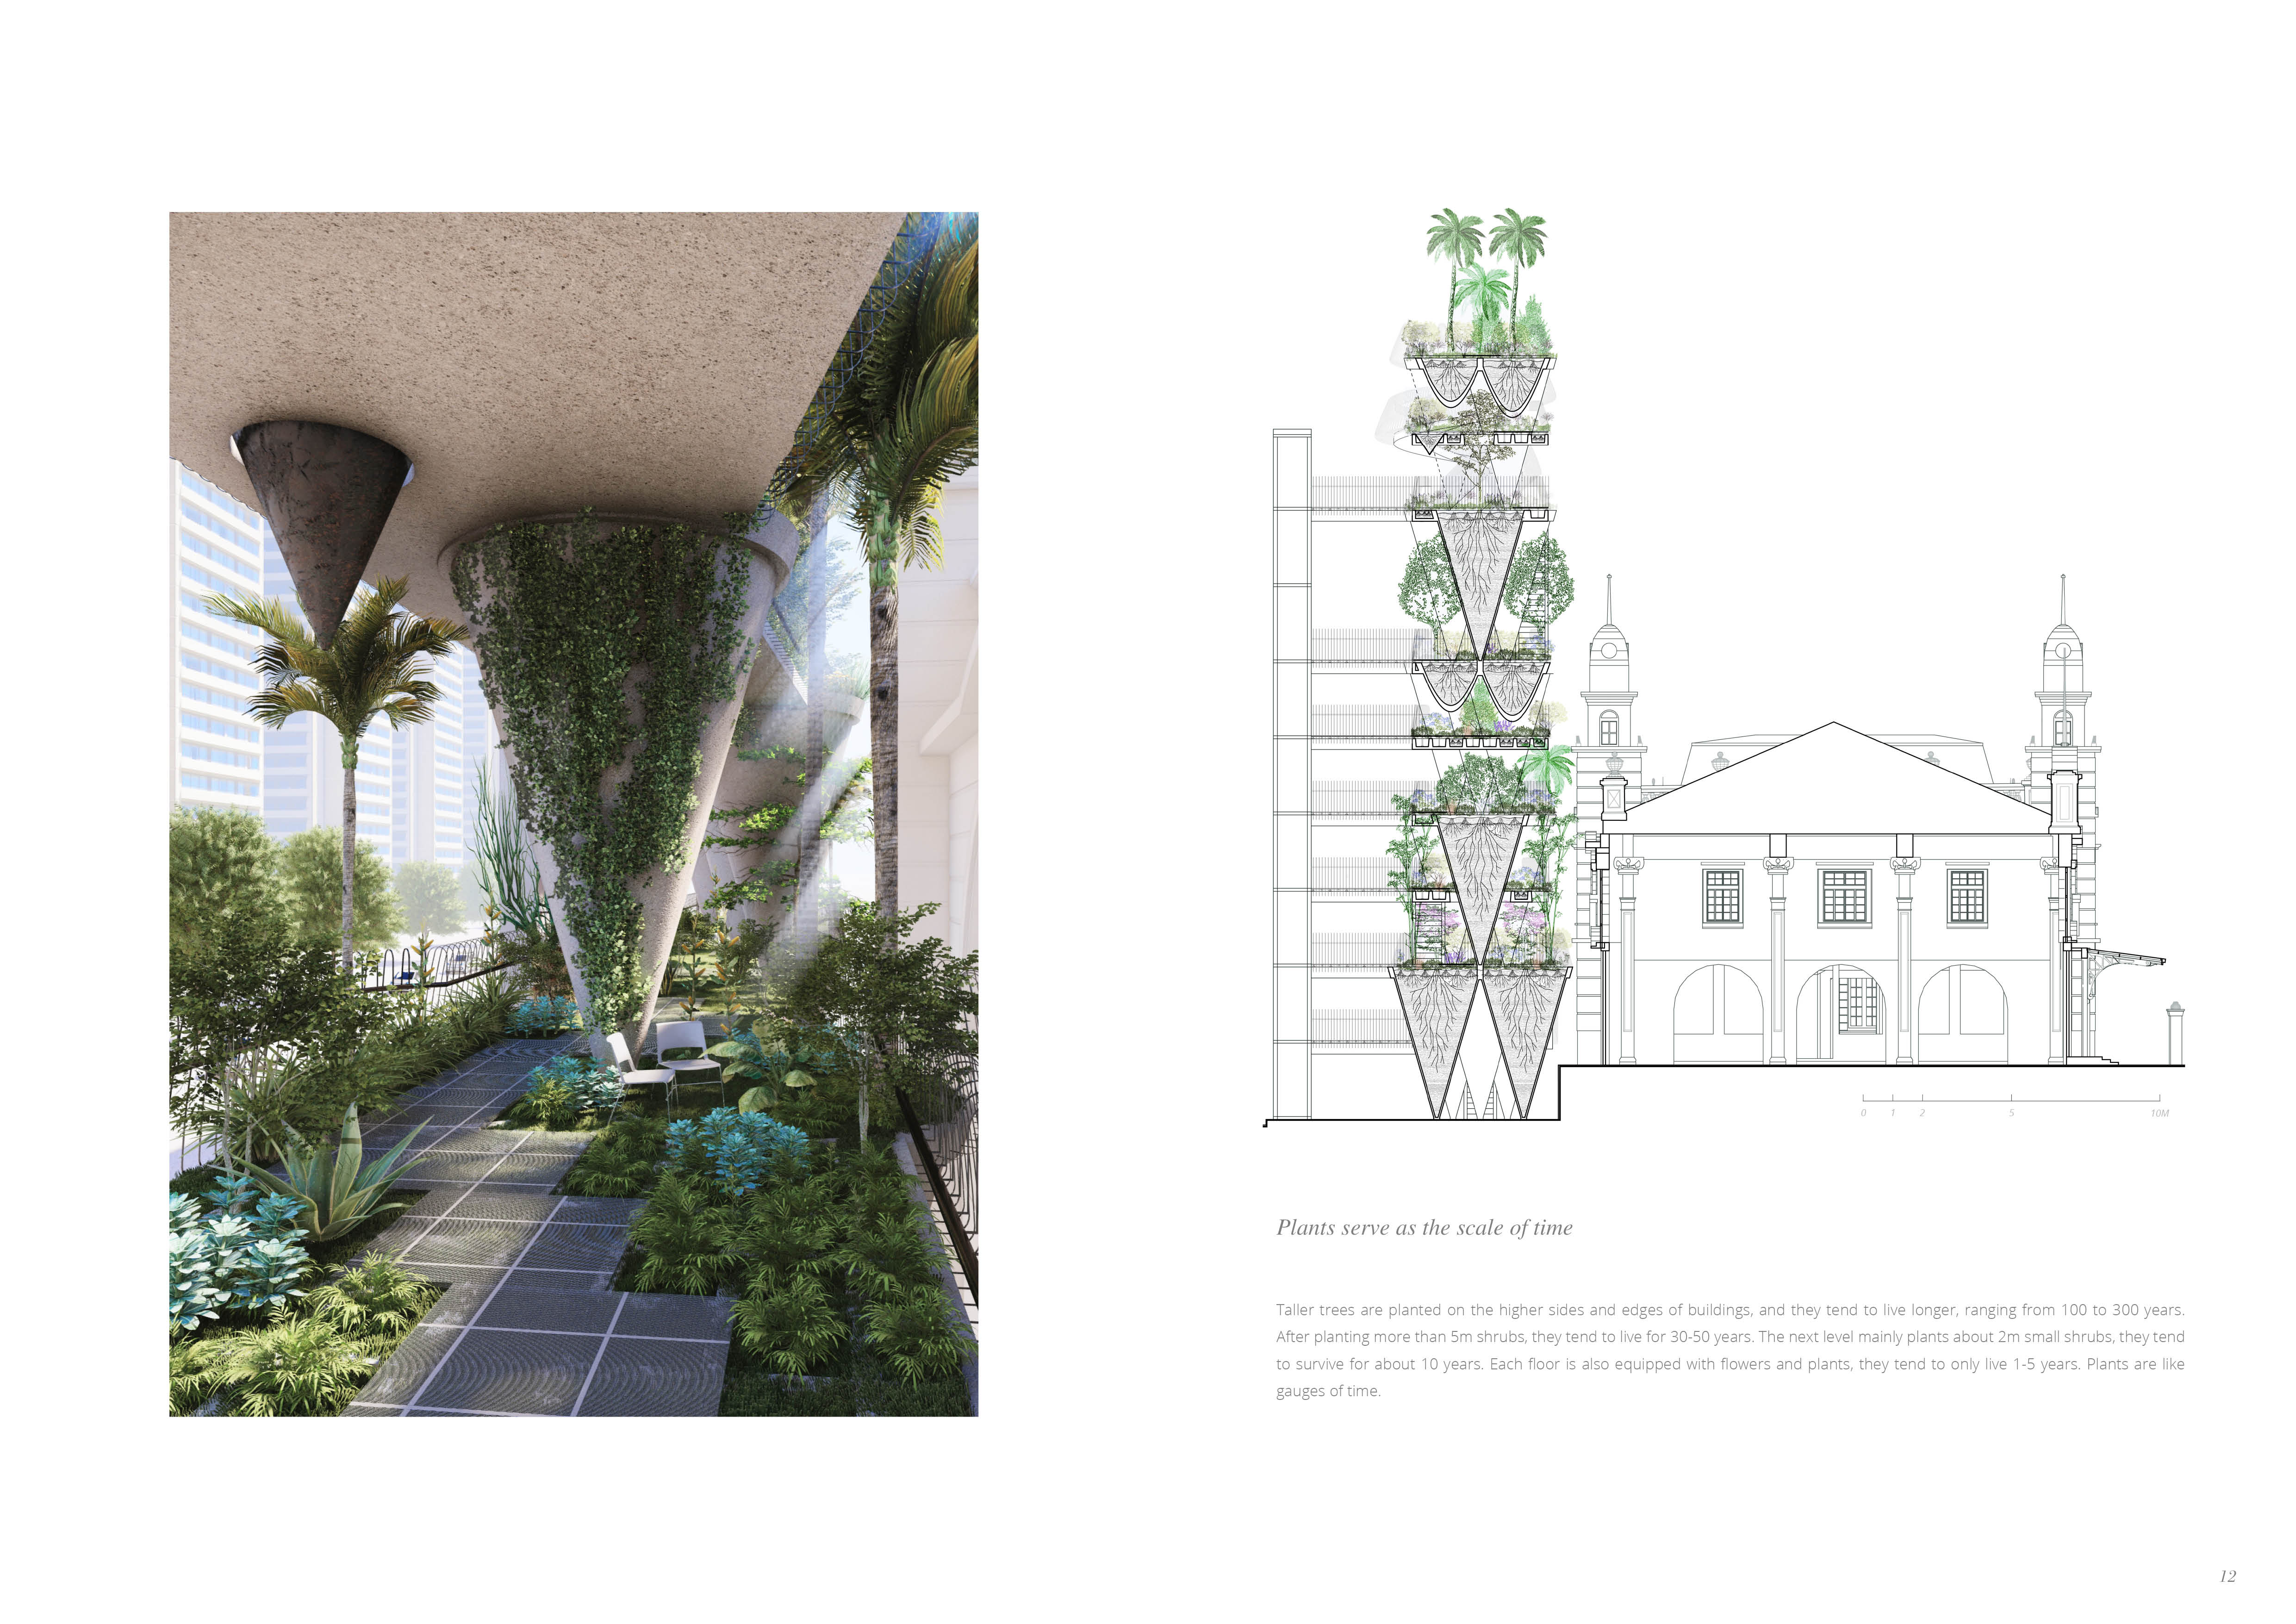 0 1 2 5 10M
Plants serve as the scale of time
Taller trees are planted on the higher sides and edges of buildings, and they tend to live longer, ranging from 100 to 300 years.
After planting more than 5m shrubs, they tend to live for 30-50 years. The next level mainly plants about 2m small shrubs, they tend
to survive for about 10 years. Each floor is also equipped with flowers and plants, they tend to only live 1-5 years. Plants are like
gauges of time.
12